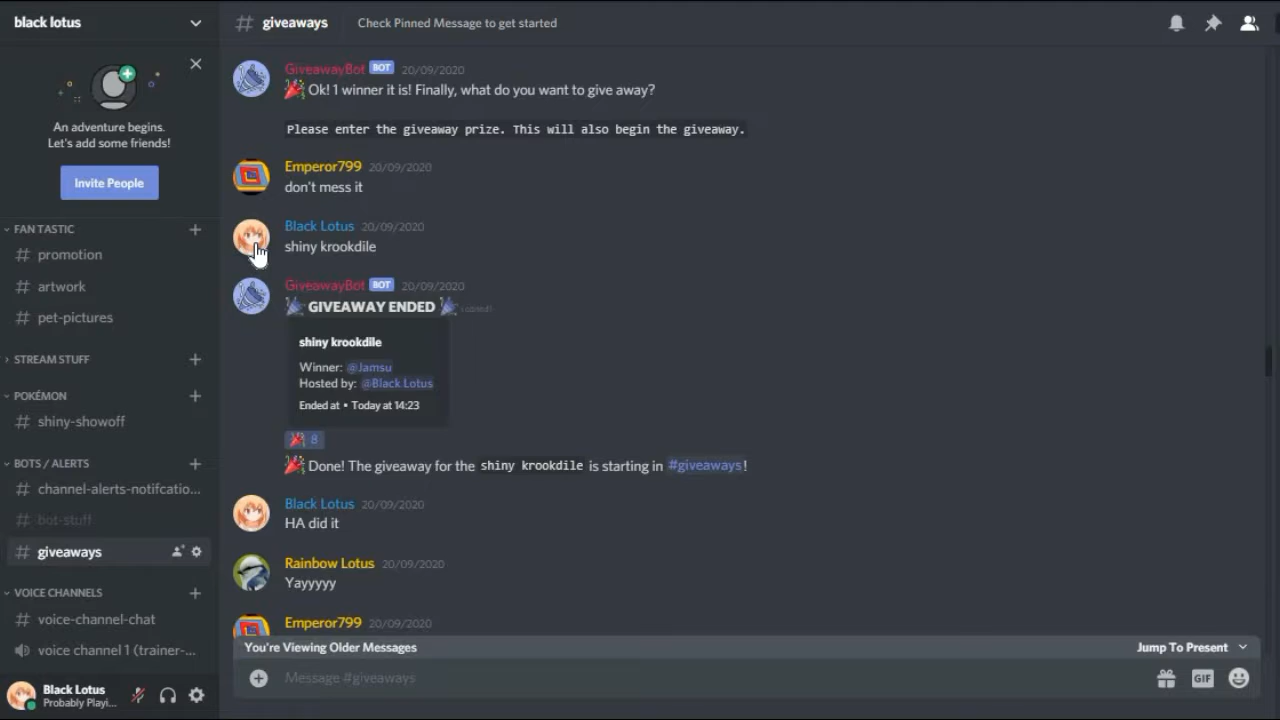 black lotus
An adventure begins.
Let's add some friends!
Invite People
FAN TASTIC
# promotion
# artwork
# pet-pictures
STREAM STUFF
POKÉMON
# shiny-showoff
BOTS / ALERTS
# channel-alerts-notifcatio...
# bot-stuff
# giveaways
VOICE CHANNELS
# voice-channel-chat
voice channel 1 (trainer-...
Black Lotus
Probably Playi...
# giveaways Check Pinned Message to get started
GiveawayBot BOT 20/09/2020
Ok! 1 winner it is! Finally, what do you want to give away?
Please enter the giveaway prize. This will also begin the giveaway.
Emperor799 20/09/2020
don't mess it
Black Lotus 20/09/2020
shiny krookdile
GiveawayBot BOT 20/09/2020
GIVEAWAY ENDED (edited)
shiny krookdile
Winner: @Jamsu
Hosted by: @Black Lotus
Ended at • Today at 14:23
8
Done! The giveaway for the shiny krookdile is starting in #giveaways!
Black Lotus 20/09/2020
HA did it
Rainbow Lotus 20/09/2020
Yayyyyy
Emperor799 20/09/2020
You're Viewing Older Messages Jump To Present
Message #giveaways
GIF